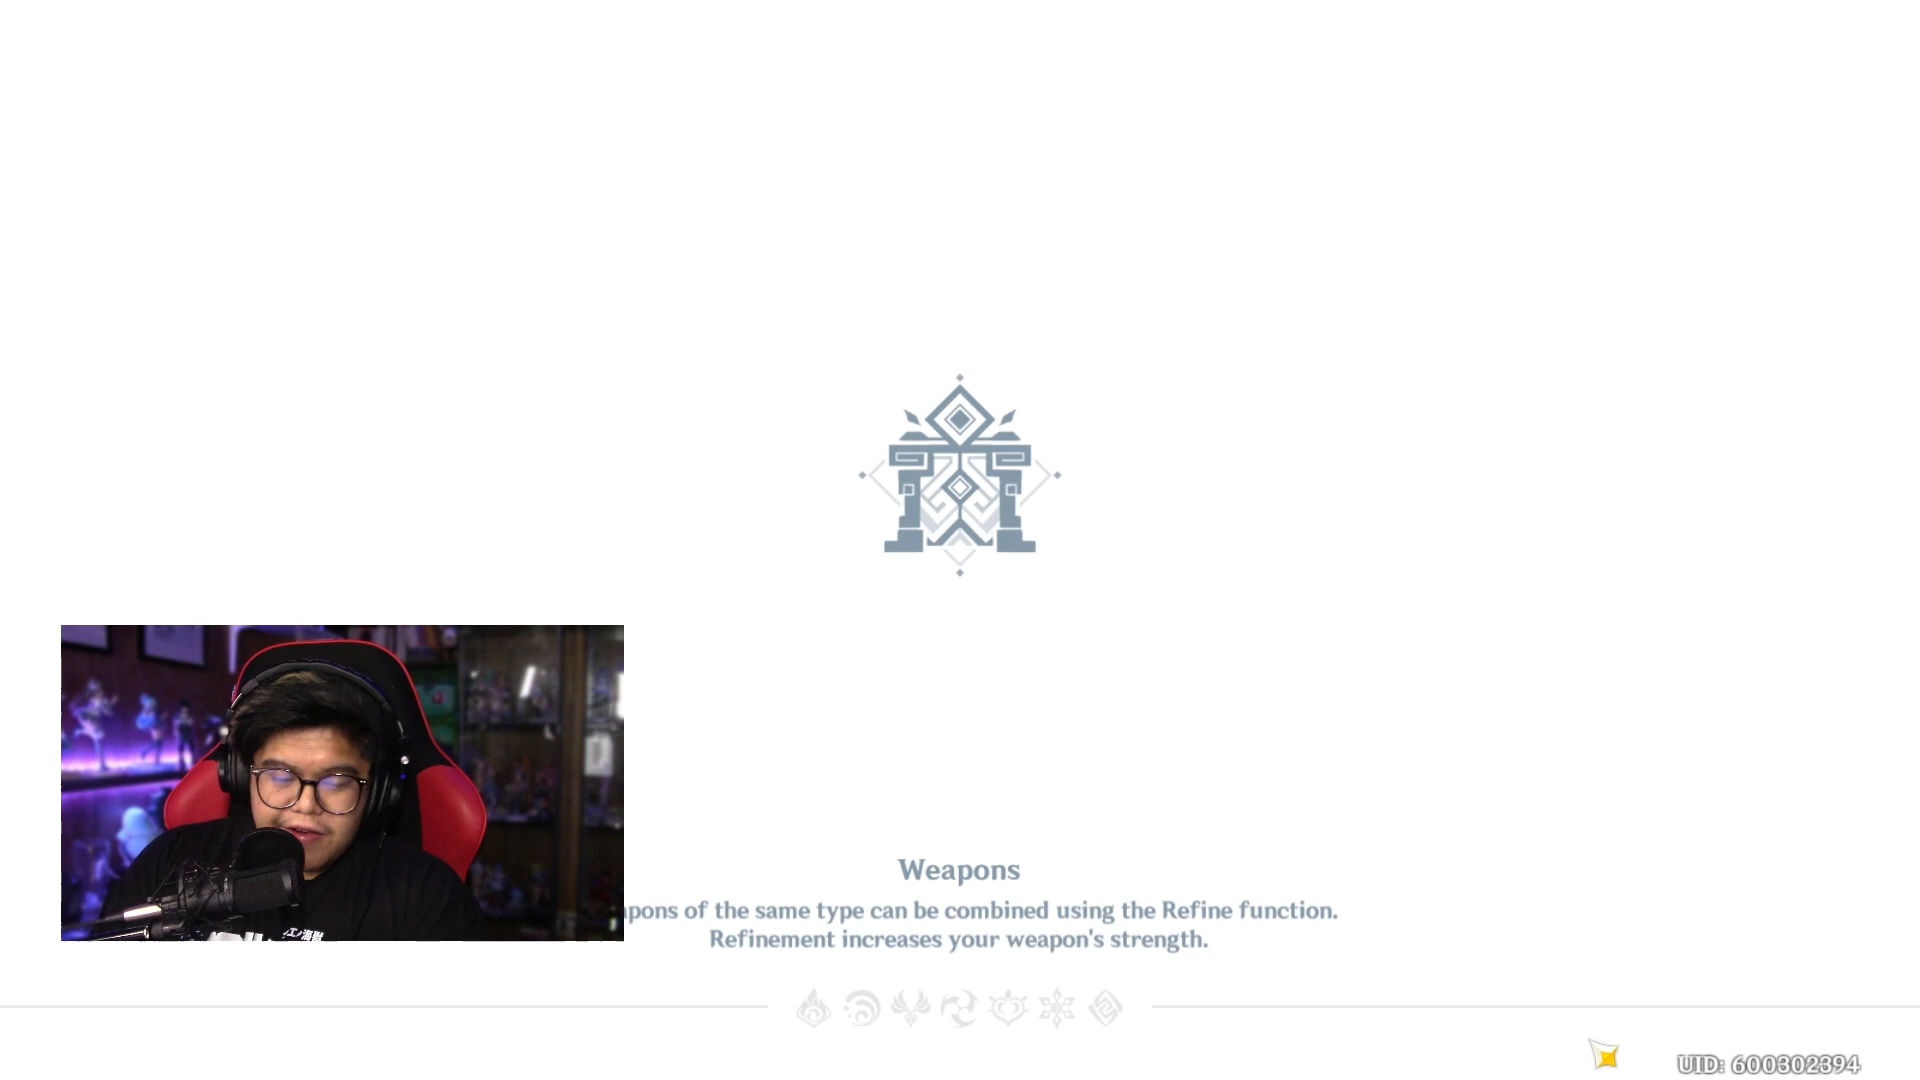 Weapons
apons of the same type can be combined using the Refine function.
Refinement increases your weapon's strength.
UID: 600302394